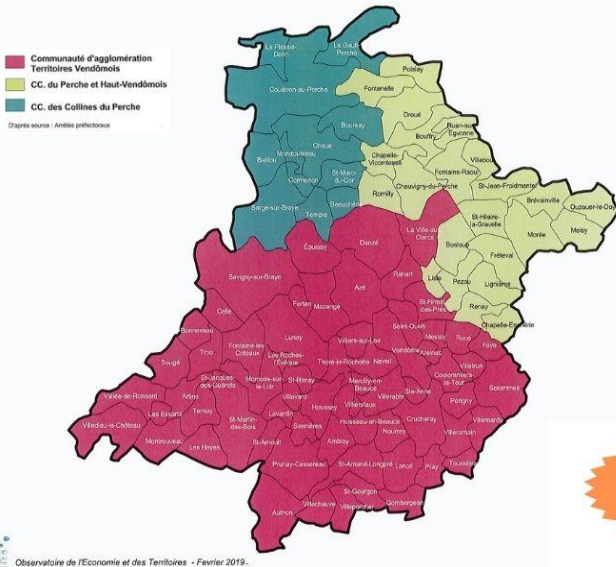 Communauté d'agglomération
Territoires Vendômois
CC. du Perche et Haut-Vendômois
CC. des Collines du Perche
D'après source : Arrêtés préfectoraux
Le Plessis-
Dorin
Le Gault-
Perche
Couëtron-au-Perche
Poislay
Fontenelle
Droué
Ruan-sur
Egvonne
Bouffry
Boursay
Choue
Mondoubleau
Baillou
Cormenon
St-Marc-
du-Cor
Chapelle-
Vicomtesse
Villebout
Fontaine-Raoul
St-Jean-Froidmentel
Chauvigny-du-Perche
Romilly
Beauchêne
Sargé-sur-Braye
Temple
Brévainville
Ouzouer-le-Do
Moisy
Morée
St-Hilaire-
la-Gravelle
La Ville-aux
Clercs
Busloup
Fréteval
Danzé
Épuisay
Savigny-sur-Braye
Rahart
Lisle
Pezou
Lignières
Azé
Fortan
Mazangé
St-Firmin
des-Prés
Renay
Cellé
Bonneveau
Lunay
Villiers-sur-Loir
Saint-Ouen
Meslay
Rocé
Faye
Fontaine-les-
Coteaux
Troo
Sougé
Les Roches-
l'Évêque
Thoré-la-Rochette
Naveil
Vendôme
Areines
Villetrun
Coulommiers-
la-Tour
Selommes
St-Jacques-
des-Guérets
Montoire-sur-
le-Loir
St-Rimay
Marcilly-en-
Beauce
Ste-Anne
Périgny
Vallée-de-Ronsard
Artins
Villavard
Villiersfaux
Villerable
Les Essarts
Ternay
Lavardin
Houssay
Huisseau-en-Beauce
Crucheray
Villemardy
Villedieu-le-Château
St-Martin-
des-Bois
Sasnières
Nourray
Villeromain
Montrouveau
Les Hayes
St-Arnoult
Ambloy
Prunay-Cassereau
St-Amand-Longpré
Lancé
Pray
Tourailles
St-Gourgon
Authon
Villechauve
Villeporcher
Gombergean
Observatoire de l'Economie et des Territoires - Fevrier 2019-